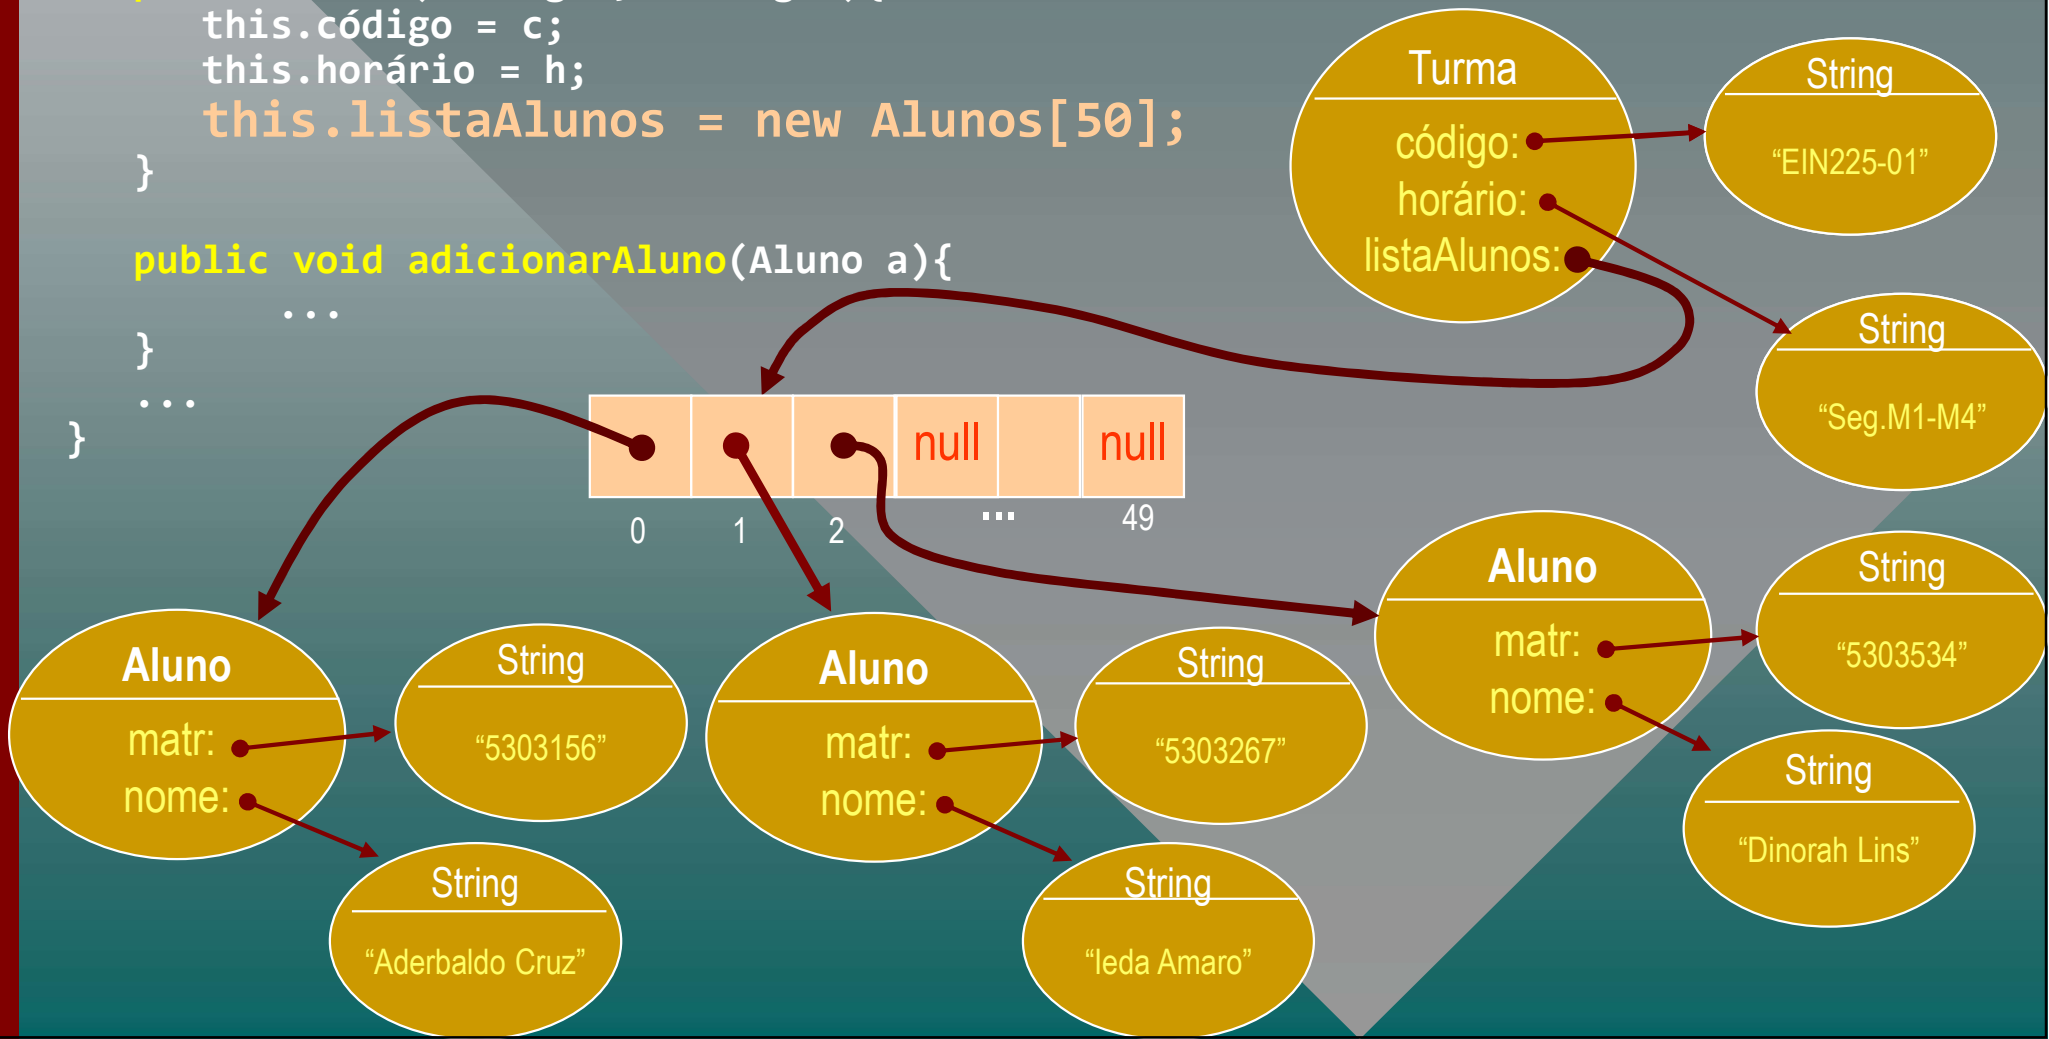 this.código = c;
this.horário = h;
this.listaAlunos = new Alunos[50];
}
public void adicionarAluno(Aluno a){
...
}
...
}
Turma
código:
horário:
listaAlunos:
String
“EIN225-01”
String
“Seg.M1-M4”
null
null
0
1
2
...
49
Aluno
matr:
nome:
String
“5303156”
String
“Aderbaldo Cruz”
Aluno
matr:
nome:
String
“5303267”
String
“Ieda Amaro”
Aluno
matr:
nome:
String
“5303534”
String
“Dinorah Lins”